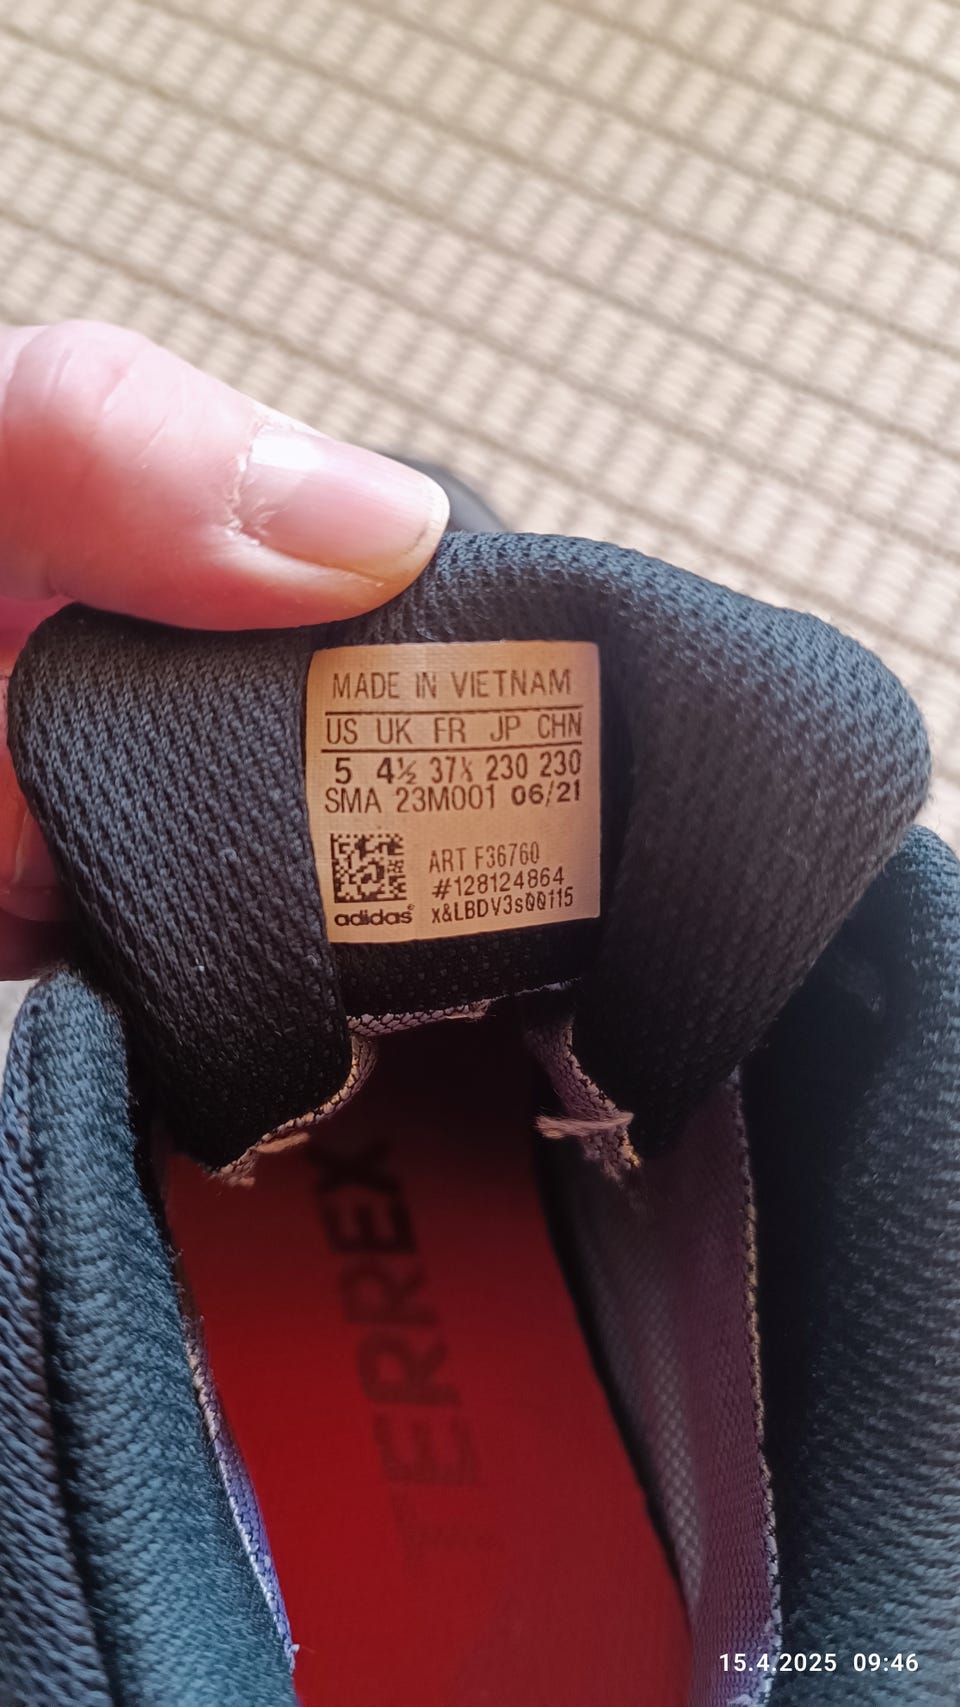 MADE IN VIETNAM
US UK FR JP CHN
5 4½ 37⅓ 230 230
SMA 23M001 06/21
ART F36760
#128124864
adidas® x&LBDV3s00115
TERREX
15.4.2025 09:46